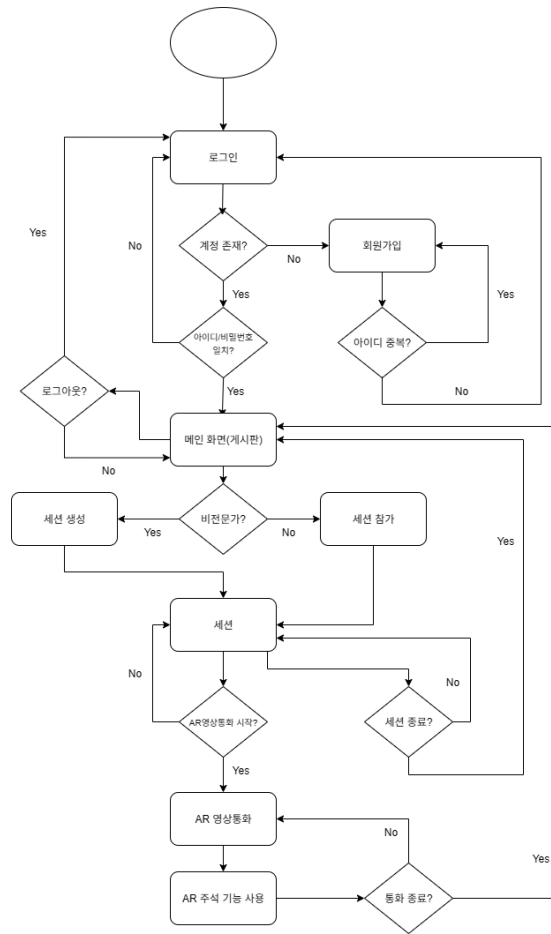 로그인
Yes
No
계정 존재?
No
회원가입
Yes
Yes
아이디/비밀번호
일치?
아이디 중복?
Yes
No
로그아웃?
메인 화면(게시판)
No
세션 생성
Yes
비전문가?
No
세션 참가
Yes
세션
No
No
AR영상통화 시작?
세션 종료?
Yes
AR 영상통화
No
Yes
AR 주석 기능 사용
통화 종료?